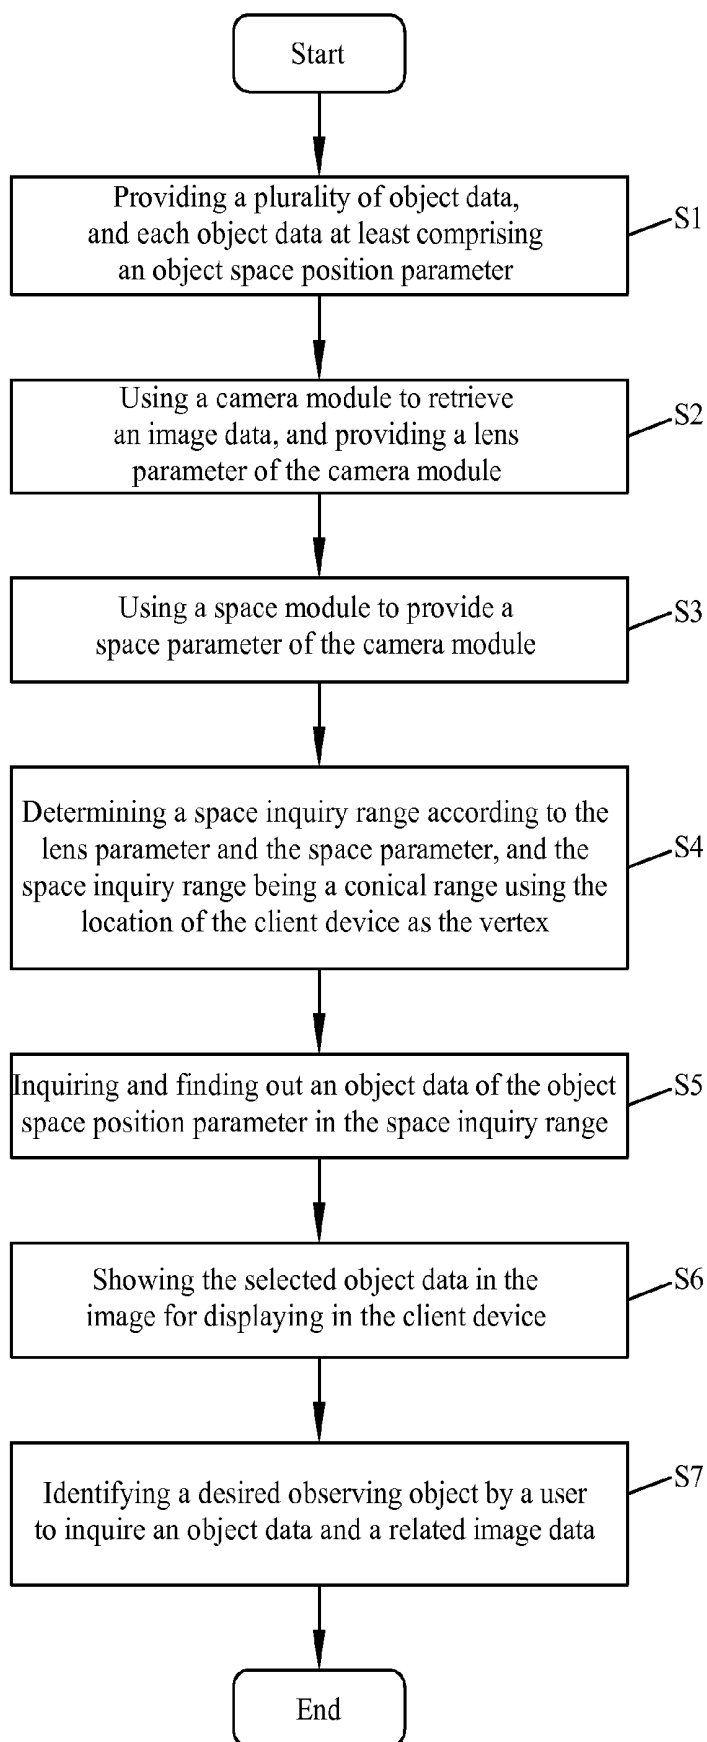 Start
Providing a plurality of object data,
and each object data at least comprising
an object space position parameter
S1
Using a camera module to retrieve
an image data, and providing a lens
parameter of the camera module
S2
Using a space module to provide a
space parameter of the camera module
S3
Determining a space inquiry range according to the
lens parameter and the space parameter, and the
space inquiry range being a conical range using the
location of the client device as the vertex
S4
Inquiring and finding out an object data of the object
space position parameter in the space inquiry range
S5
Showing the selected object data in the
image for displaying in the client device
S6
Identifying a desired observing object by a user
to inquire an object data and a related image data
S7
End